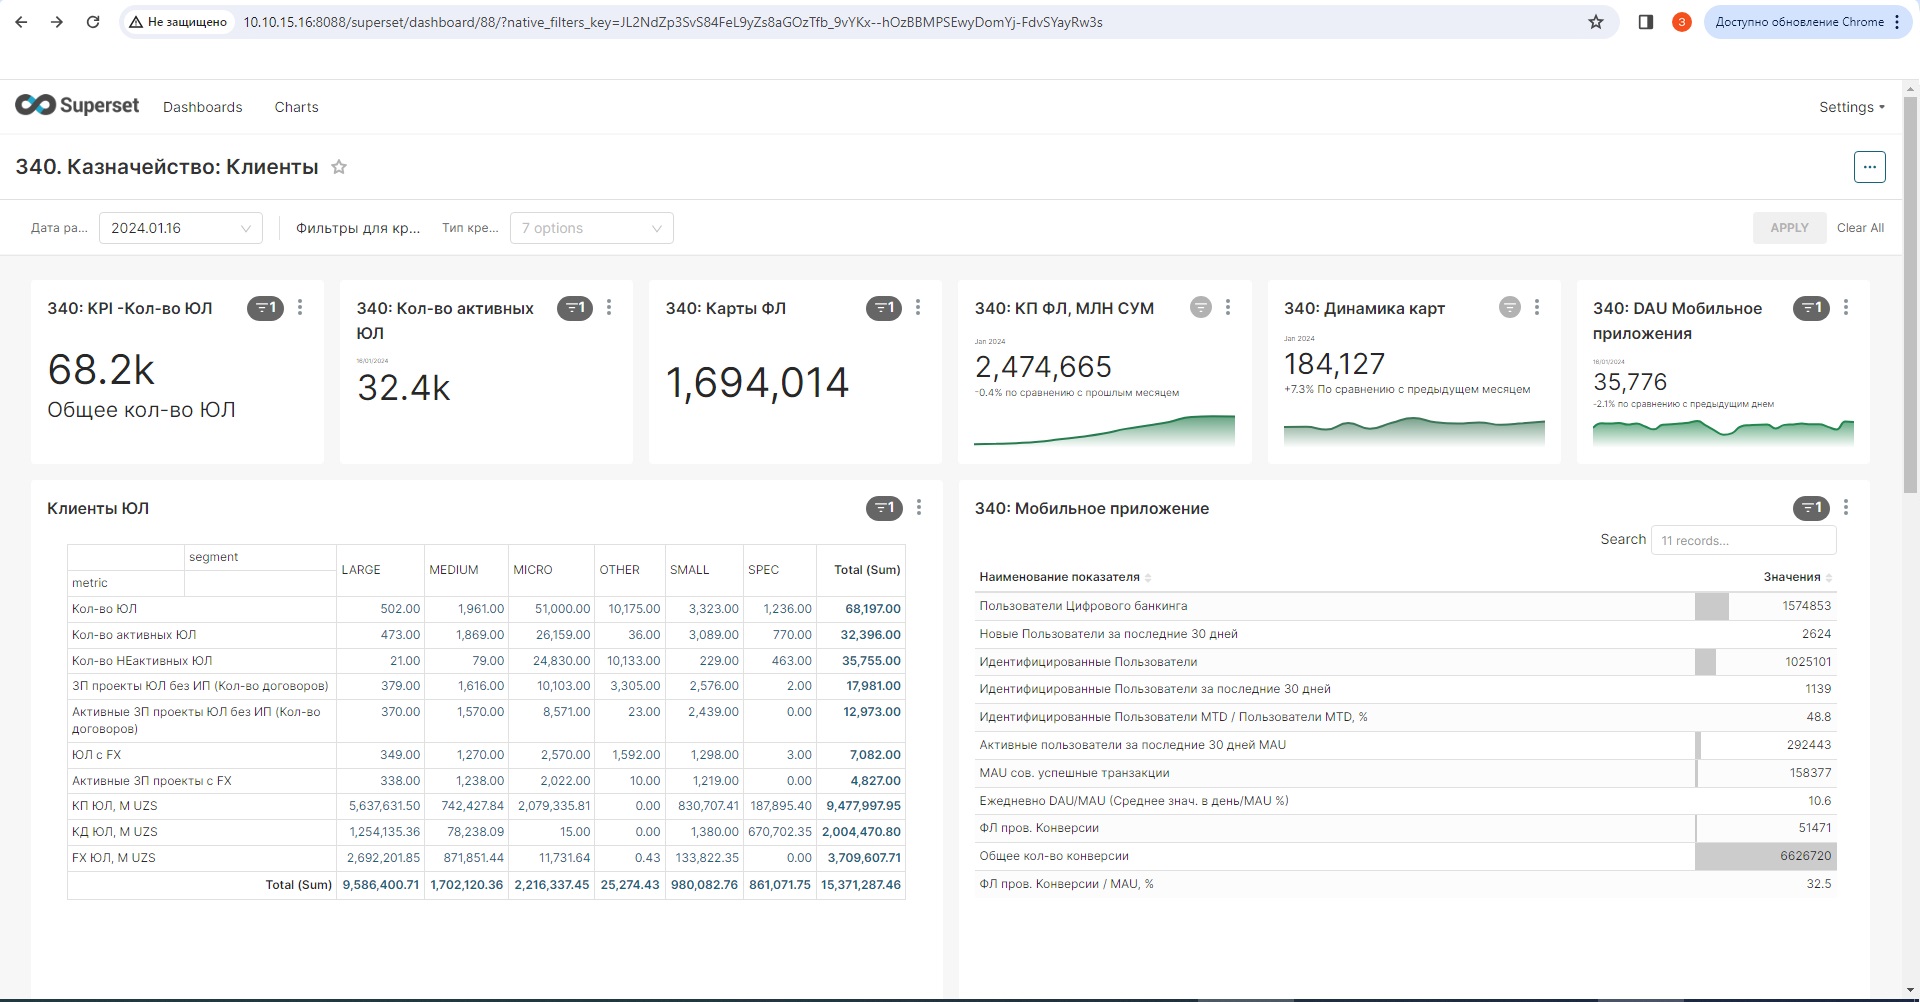 Не защищено
10.10.15.16:8088/superset/dashboard/88/?native_filters_key=JL2NdZp3SvS84FeL9yZs8aGOzTfb_9vYKx--hOzBBMPSEwyDomYj-FdvSYayRw3s
3
Доступно обновление Chrome
Superset Dashboards Charts Settings
340. Казначейство: Клиенты
Дата ра... 2024.01.16 Фильтры для кр... Тип кре... 7 options APPLY Clear All
340: KPI -Кол-во ЮЛ 1
68.2k
Общее кол-во ЮЛ
340: Кол-во активных ЮЛ 1
16/01/2024
32.4k
340: Карты ФЛ 1
1,694,014
340: КП ФЛ, МЛН СУМ
Jan 2024
2,474,665
-0.4% по сравнению с прошлым месяцем
340: Динамика карт
Jan 2024
184,127
+7.3% По сравнению с предыдущем месяцем
340: DAU Мобильное приложения 1
16/01/2024
35,776
-2.1% по сравнению с предыдущим днем
Клиенты ЮЛ 1
segment
metric
LARGE MEDIUM MICRO OTHER SMALL SPEC Total (Sum)
Кол-во ЮЛ 502.00 1,961.00 51,000.00 10,175.00 3,323.00 1,236.00 68,197.00
Кол-во активных ЮЛ 473.00 1,869.00 26,159.00 36.00 3,089.00 770.00 32,396.00
Кол-во НЕактивных ЮЛ 21.00 79.00 24,830.00 10,133.00 229.00 463.00 35,755.00
ЗП проекты ЮЛ без ИП (Кол-во договоров) 379.00 1,616.00 10,103.00 3,305.00 2,576.00 2.00 17,981.00
Активные ЗП проекты ЮЛ без ИП (Кол-во договоров) 370.00 1,570.00 8,571.00 23.00 2,439.00 0.00 12,973.00
ЮЛ с FX 349.00 1,270.00 2,570.00 1,592.00 1,298.00 3.00 7,082.00
Активные ЗП проекты с FX 338.00 1,238.00 2,022.00 10.00 1,219.00 0.00 4,827.00
КП ЮЛ, M UZS 5,637,631.50 742,427.84 2,079,335.81 0.00 830,707.41 187,895.40 9,477,997.95
КД ЮЛ, M UZS 1,254,135.36 78,238.09 15.00 0.00 1,380.00 670,702.35 2,004,470.80
FX ЮЛ, M UZS 2,692,201.85 871,851.44 11,731.64 0.43 133,822.35 0.00 3,709,607.71
Total (Sum) 9,586,400.71 1,702,120.36 2,216,337.45 25,274.43 980,082.76 861,071.75 15,371,287.46
340: Мобильное приложение 1
Search 11 records...
Наименование показателя Значения
Пользователи Цифрового банкинга 1574853
Новые Пользователи за последние 30 дней 2624
Идентифицированные Пользователи 1025101
Идентифицированные Пользователи за последние 30 дней 1139
Идентифицированные Пользователи MTD / Пользователи MTD, % 48.8
Активные пользователи за последние 30 дней MAU 292443
MAU сов. успешные транзакции 158377
Ежедневно DAU/MAU (Среднее знач. в день/MAU %) 10.6
ФЛ пров. Конверсии 51471
Общее кол-во конверсии 6626720
ФЛ пров. Конверсии / MAU, % 32.5